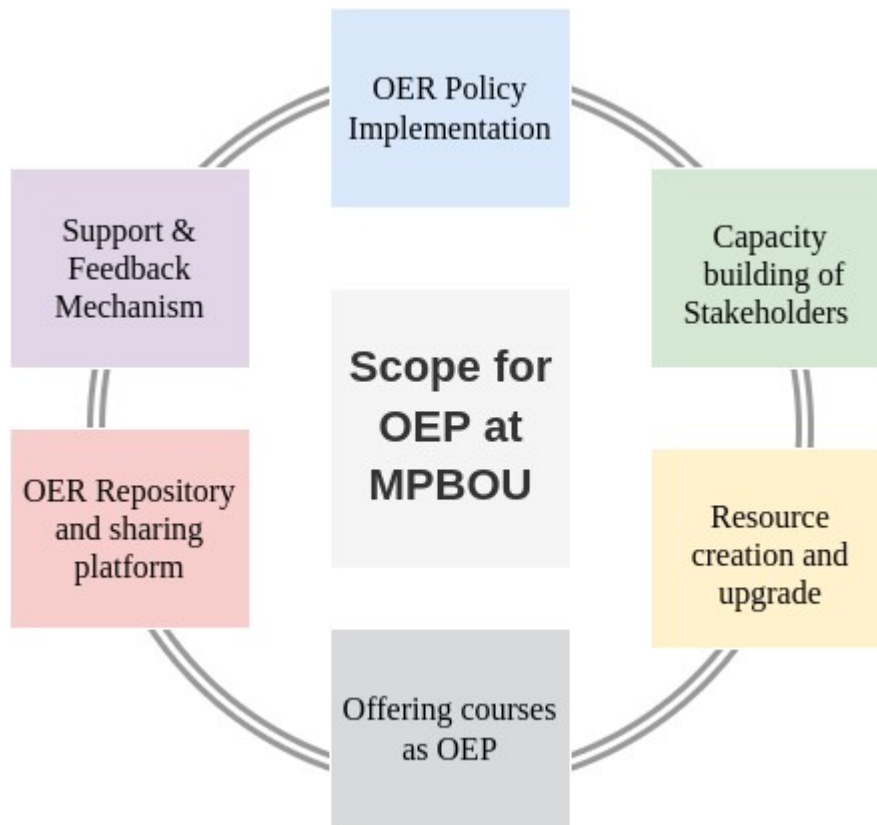 OER Policy
Implementation
Support &
Feedback
Mechanism
Capacity
building of
Stakeholders
Scope for
OEP at
MPBOU
OER Repository
and sharing
platform
Resource
creation and
upgrade
Offering courses
as OEP